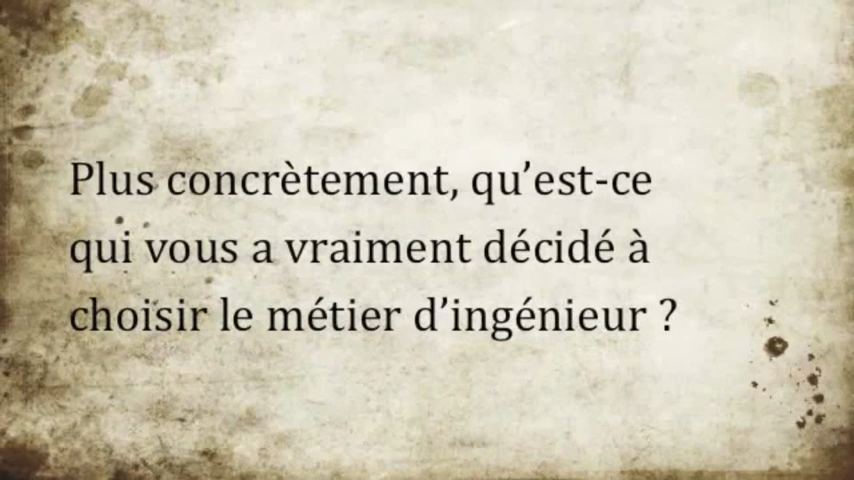 Plus concrètement, qu’est-ce
qui vous a vraiment décidé à
choisir le métier d’ingénieur ?